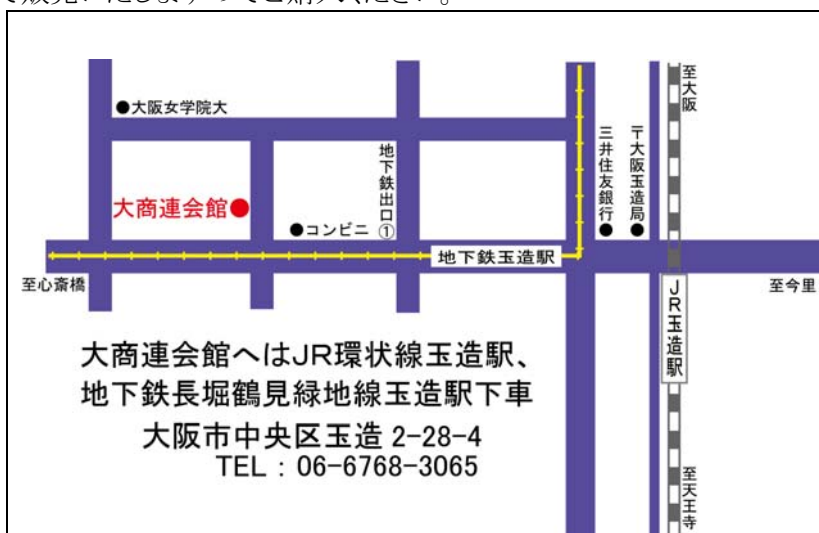 で販売いたしますのでご購入ください。
至大阪
●大阪女学院大
三井住友銀行●
〒大阪玉造局●
地下鉄出口①
大商連会館●
●コンビニ
地下鉄玉造駅
至心斎橋
至今里
JR玉造駅
大商連会館へはJR環状線玉造駅、
地下鉄長堀鶴見緑地線玉造駅下車
大阪市中央区玉造 2-28-4
TEL : 06-6768-3065
至天王寺